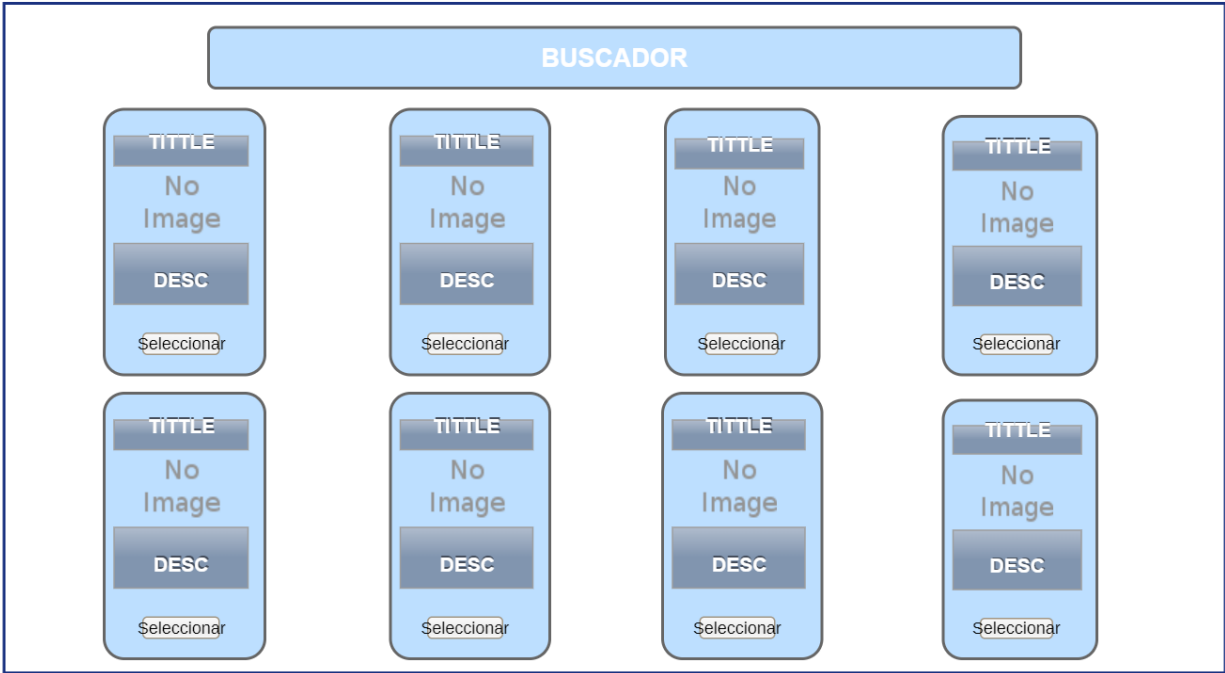 BUSCADOR
TITTLE
No
Image
DESC
Seleccionar
TITTLE
No
Image
DESC
Seleccionar
TITTLE
No
Image
DESC
Seleccionar
TITTLE
No
Image
DESC
Seleccionar
TITTLE
No
Image
DESC
Seleccionar
TITTLE
No
Image
DESC
Seleccionar
TITTLE
No
Image
DESC
Seleccionar
TITTLE
No
Image
DESC
Seleccionar